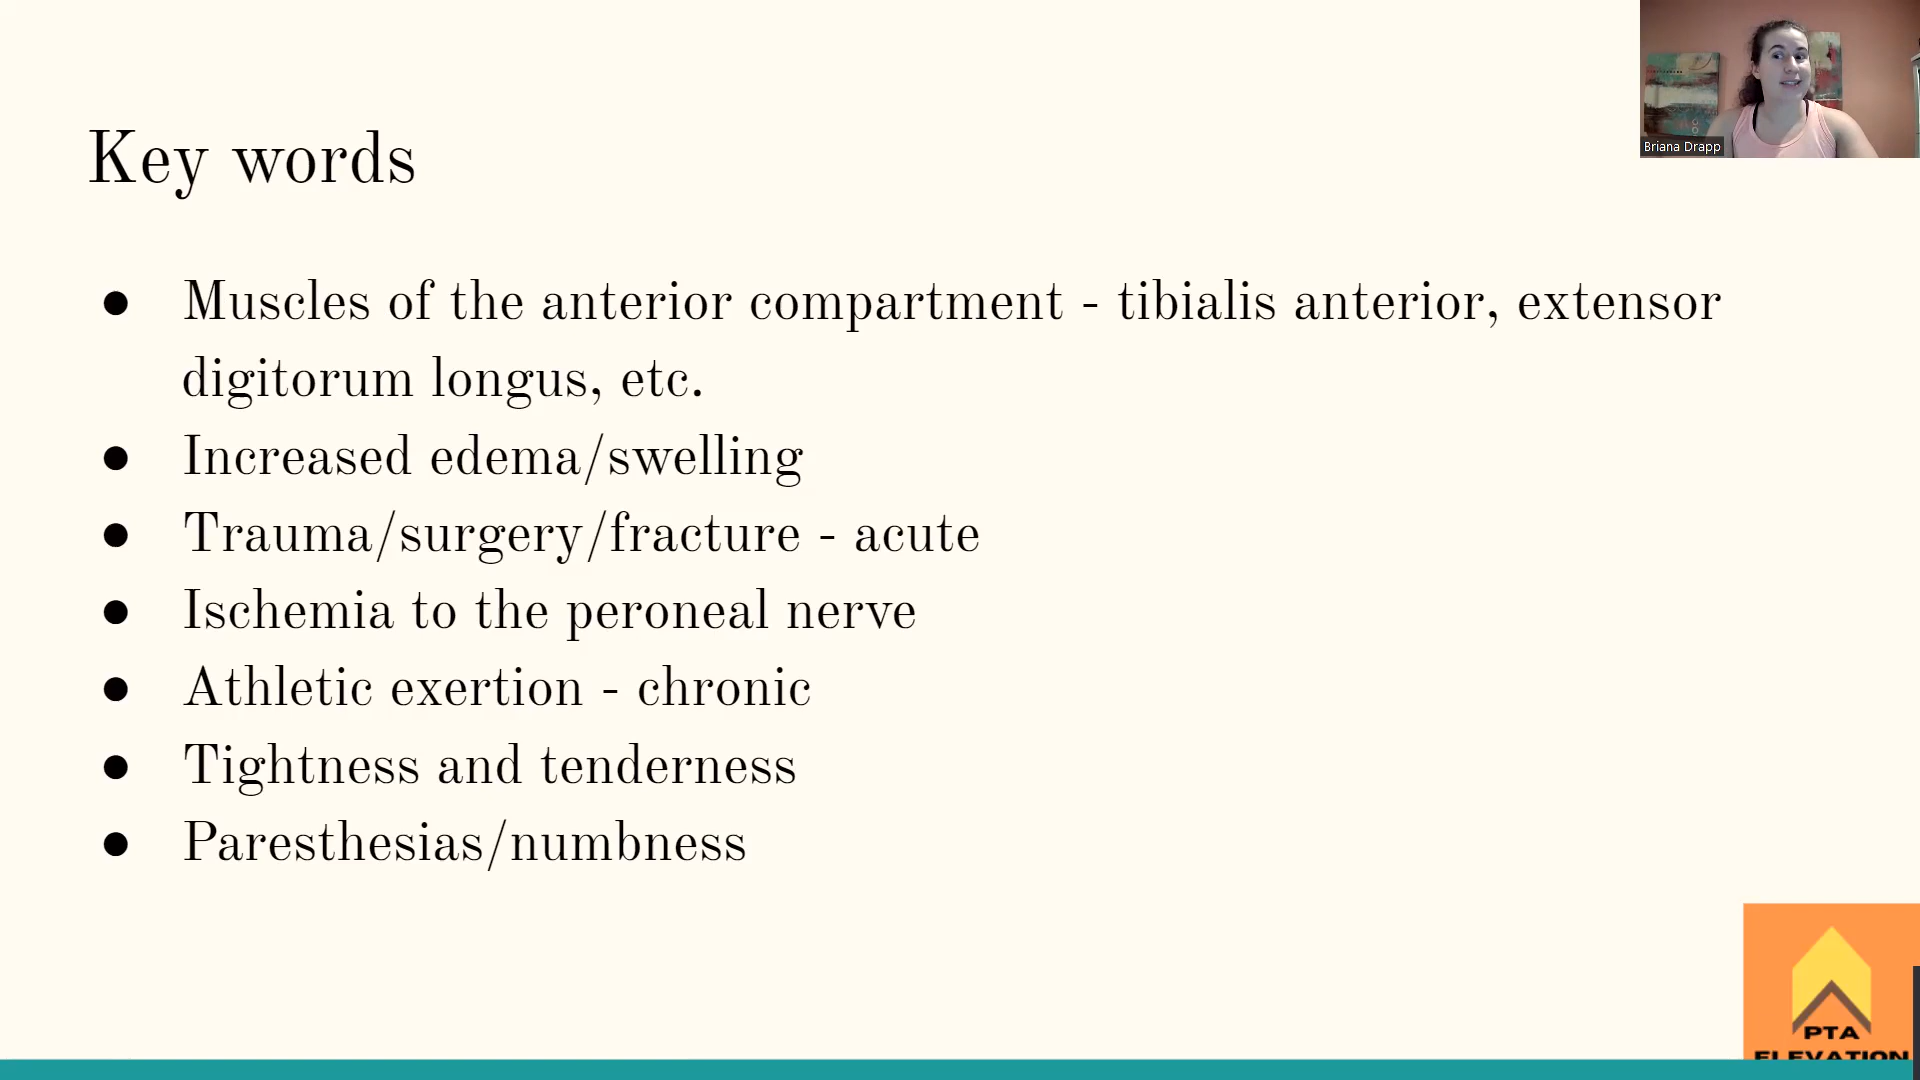 Briana Drapp
Key words
● Muscles of the anterior compartment - tibialis anterior, extensor
digitorum longus, etc.
● Increased edema/swelling
● Trauma/surgery/fracture - acute
● Ischemia to the peroneal nerve
● Athletic exertion - chronic
● Tightness and tenderness
● Paresthesias/numbness
PTA
ELEVATION